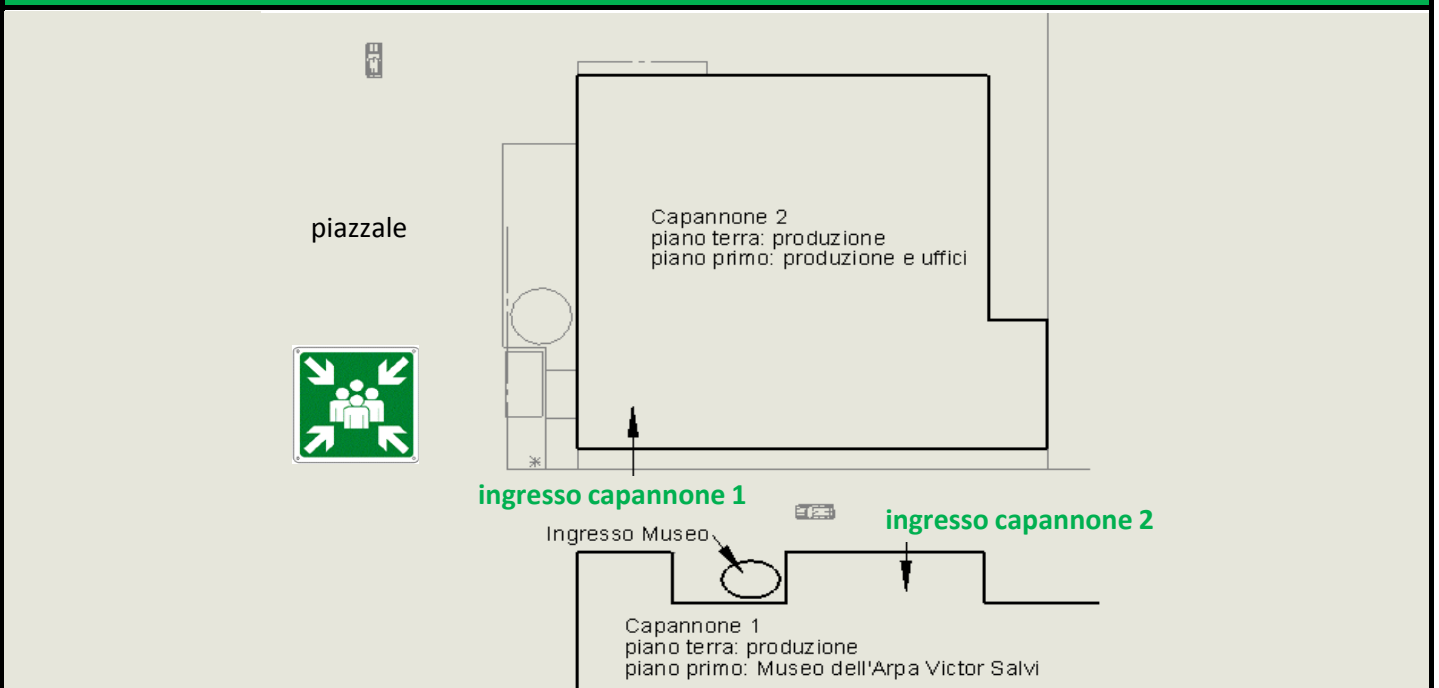 piazzale
Capannone 2
piano terra: produzione
piano primo: produzione e uffici
ingresso capannone 1
ingresso capannone 2
Ingresso Museo
Capannone 1
piano terra: produzione
piano primo: Museo dell'Arpa Victor Salvi